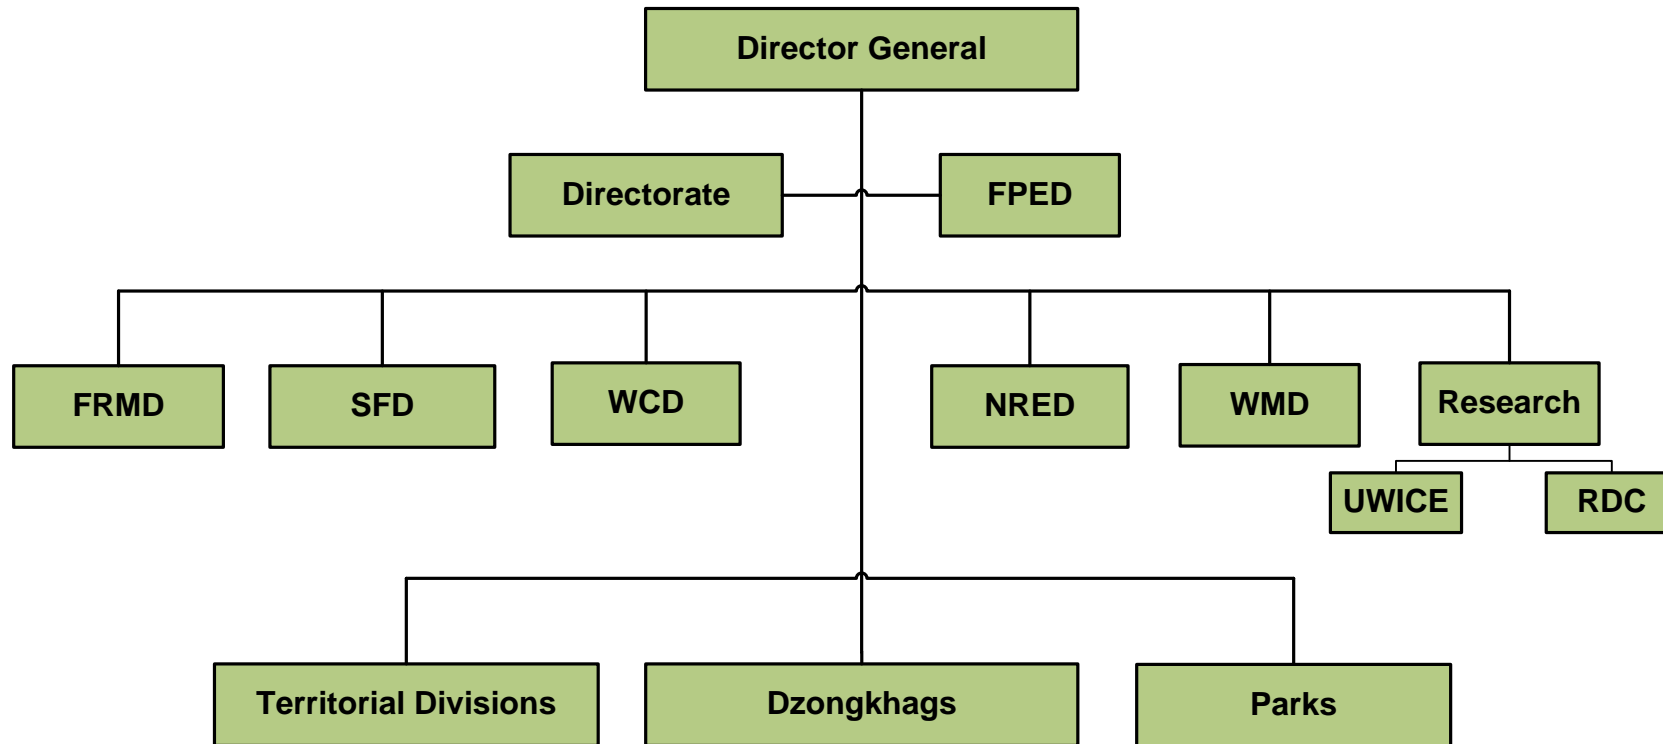 Director General
Directorate
FPED
FRMD
SFD
WCD
NRED
WMD
Research
UWICE
RDC
Territorial Divisions
Dzongkhags
Parks